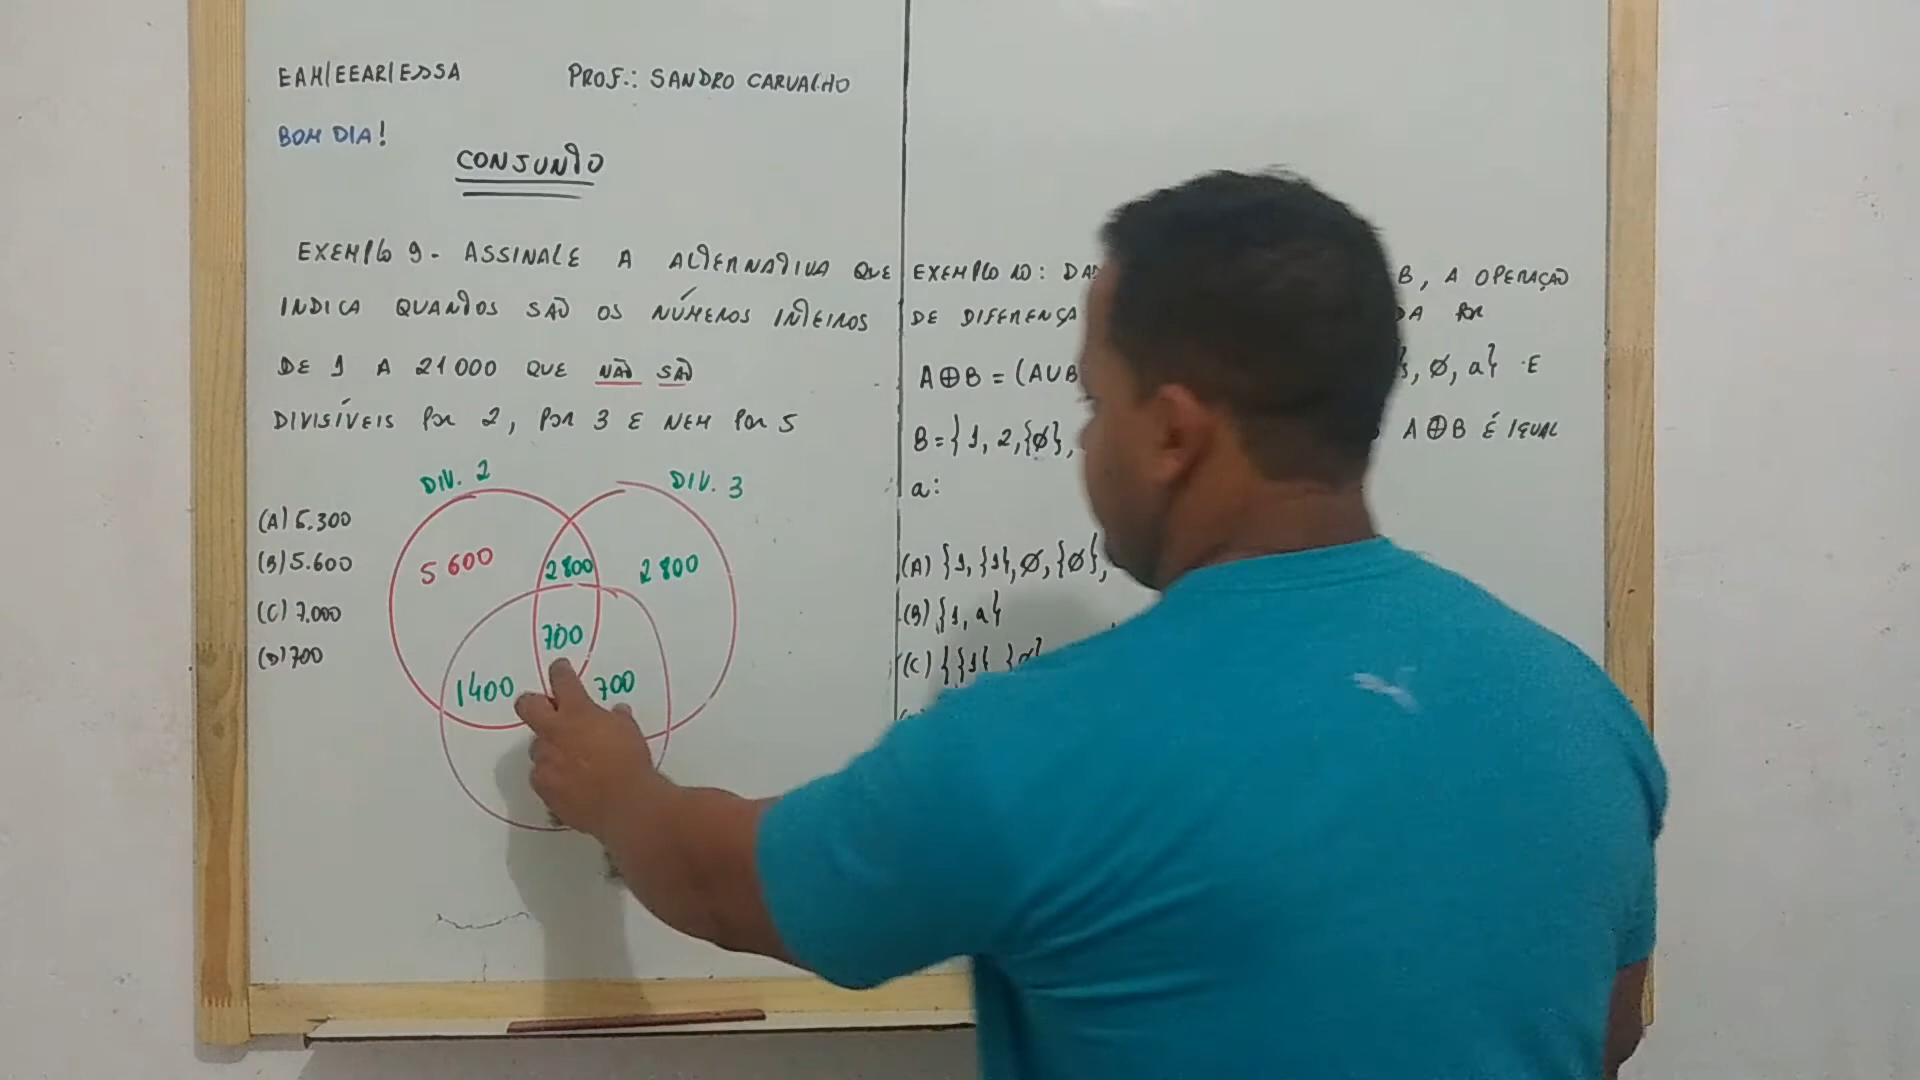 EAM/EEAR/ESSA
PROF.: SANDRO CARVALHO
BOM DIA!
CONJUNTO
EXEMPLO 9- ASSINALE A ALTERNATIVA QUE
INDICA QUANTOS SÃO OS NÚMEROS INTEIROS
DE 1 A 21000 QUE NÃO SÃO
DIVISÍVEIS POR 2, POR 3 E NEM POR 5
DIV. 2
DIV. 3
(A) 5.300
(B) 5.600
(C) 7.000
(D) 700
5600
2800
2800
700
1400
700
EXEMPLO 10: B, A OPERAÇÃO
DE DIFERENÇA POR
A⊕B = (AUB , ø, a} E
B = {1, 2, {ø}, A⊕B É IGUAL
a:
(A) {1, {1}, ø, {ø},
(B) {1, a}
(C) {{1}, {ø}